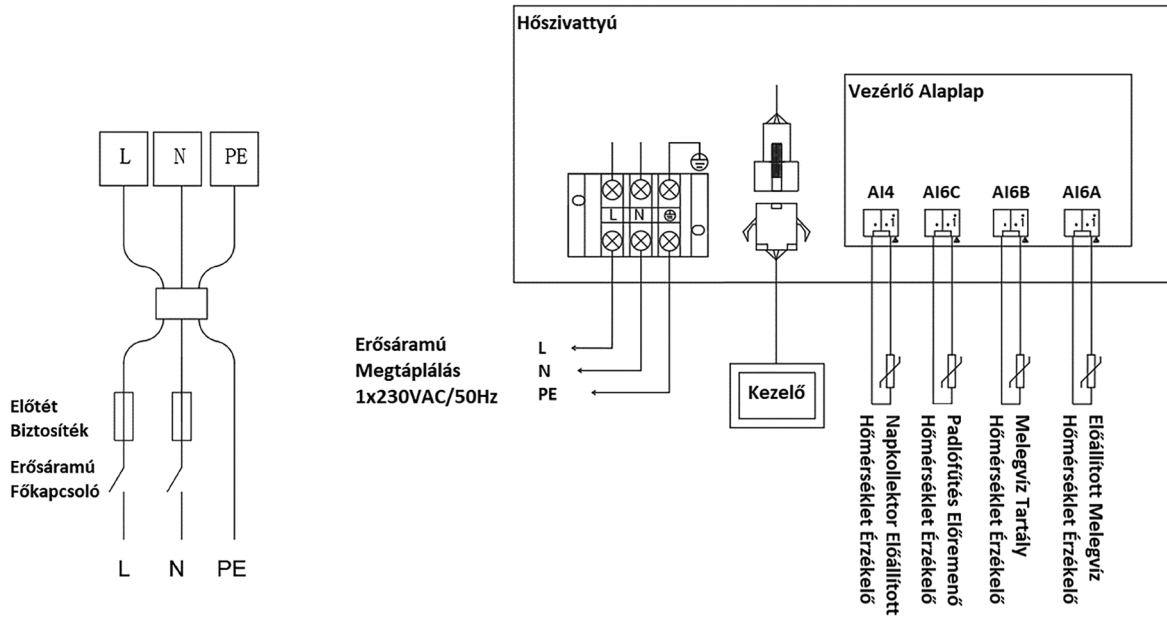 L N PE
Előtét
Biztosíték
Erősáramú
Főkapcsoló
L N PE
Hőszivattyú
Vezérlő Alaplap
AI4 AI6C AI6B AI6A
L N
Erősáramú
Megtáplálás
1x230VAC/50Hz
L
N
PE
Kezelő
Napkollektor Előállított
Hőmérséklet Érzékelő
Padlófűtés Előremenő
Hőmérséklet Érzékelő
Melegvíz Tartály
Hőmérséklet Érzékelő
Előállított Melegvíz
Hőmérséklet Érzékelő